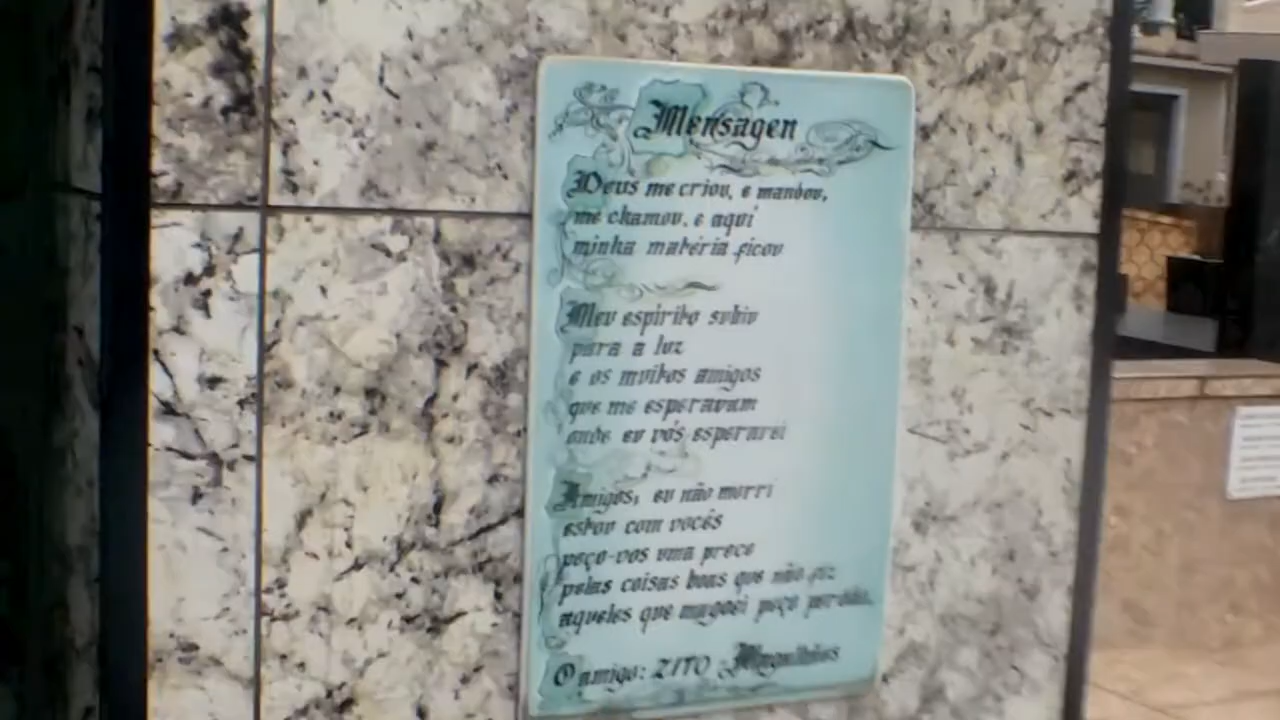 Mensagen
Deus me criou, e mandou,
me chamou, e aqui
minha matéria ficou
Meu espirito subiu
para a luz
e os muitos amigos
que me esperavam
onde eu vós esperarei
Amigos, eu não morri
estou com vocês
peço-vos uma prece
pelas coisas boas que não fiz
aqueles que magoei peço perdão
O amigo: ZITO